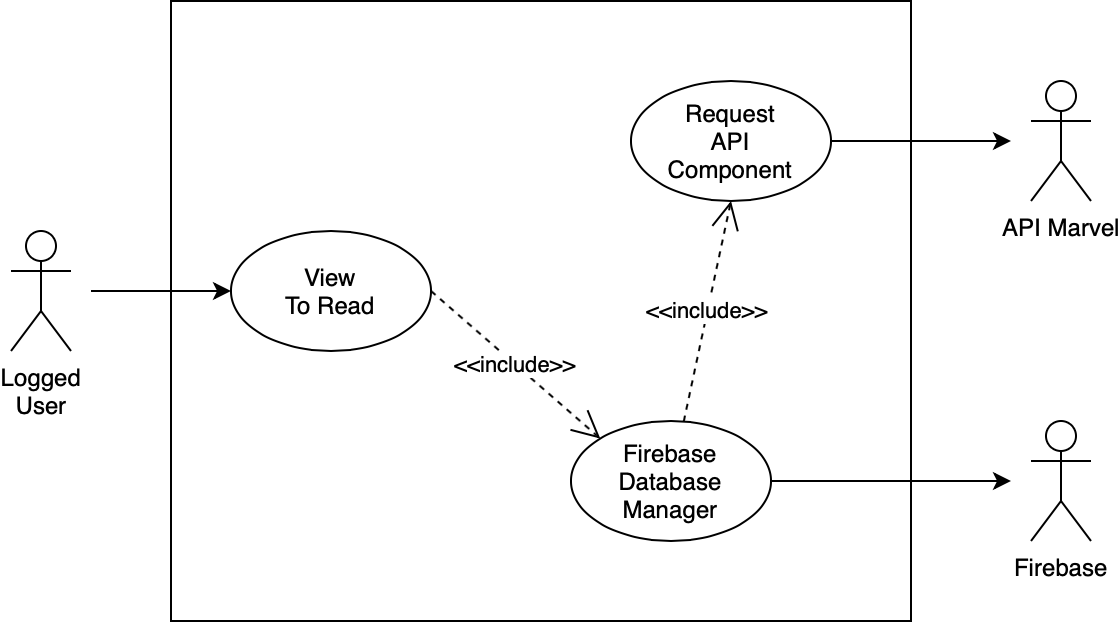 Request
API
Component
API Marvel
View
To Read
Logged
User
<<include>>
<<include>>
Firebase
Database
Manager
Firebase